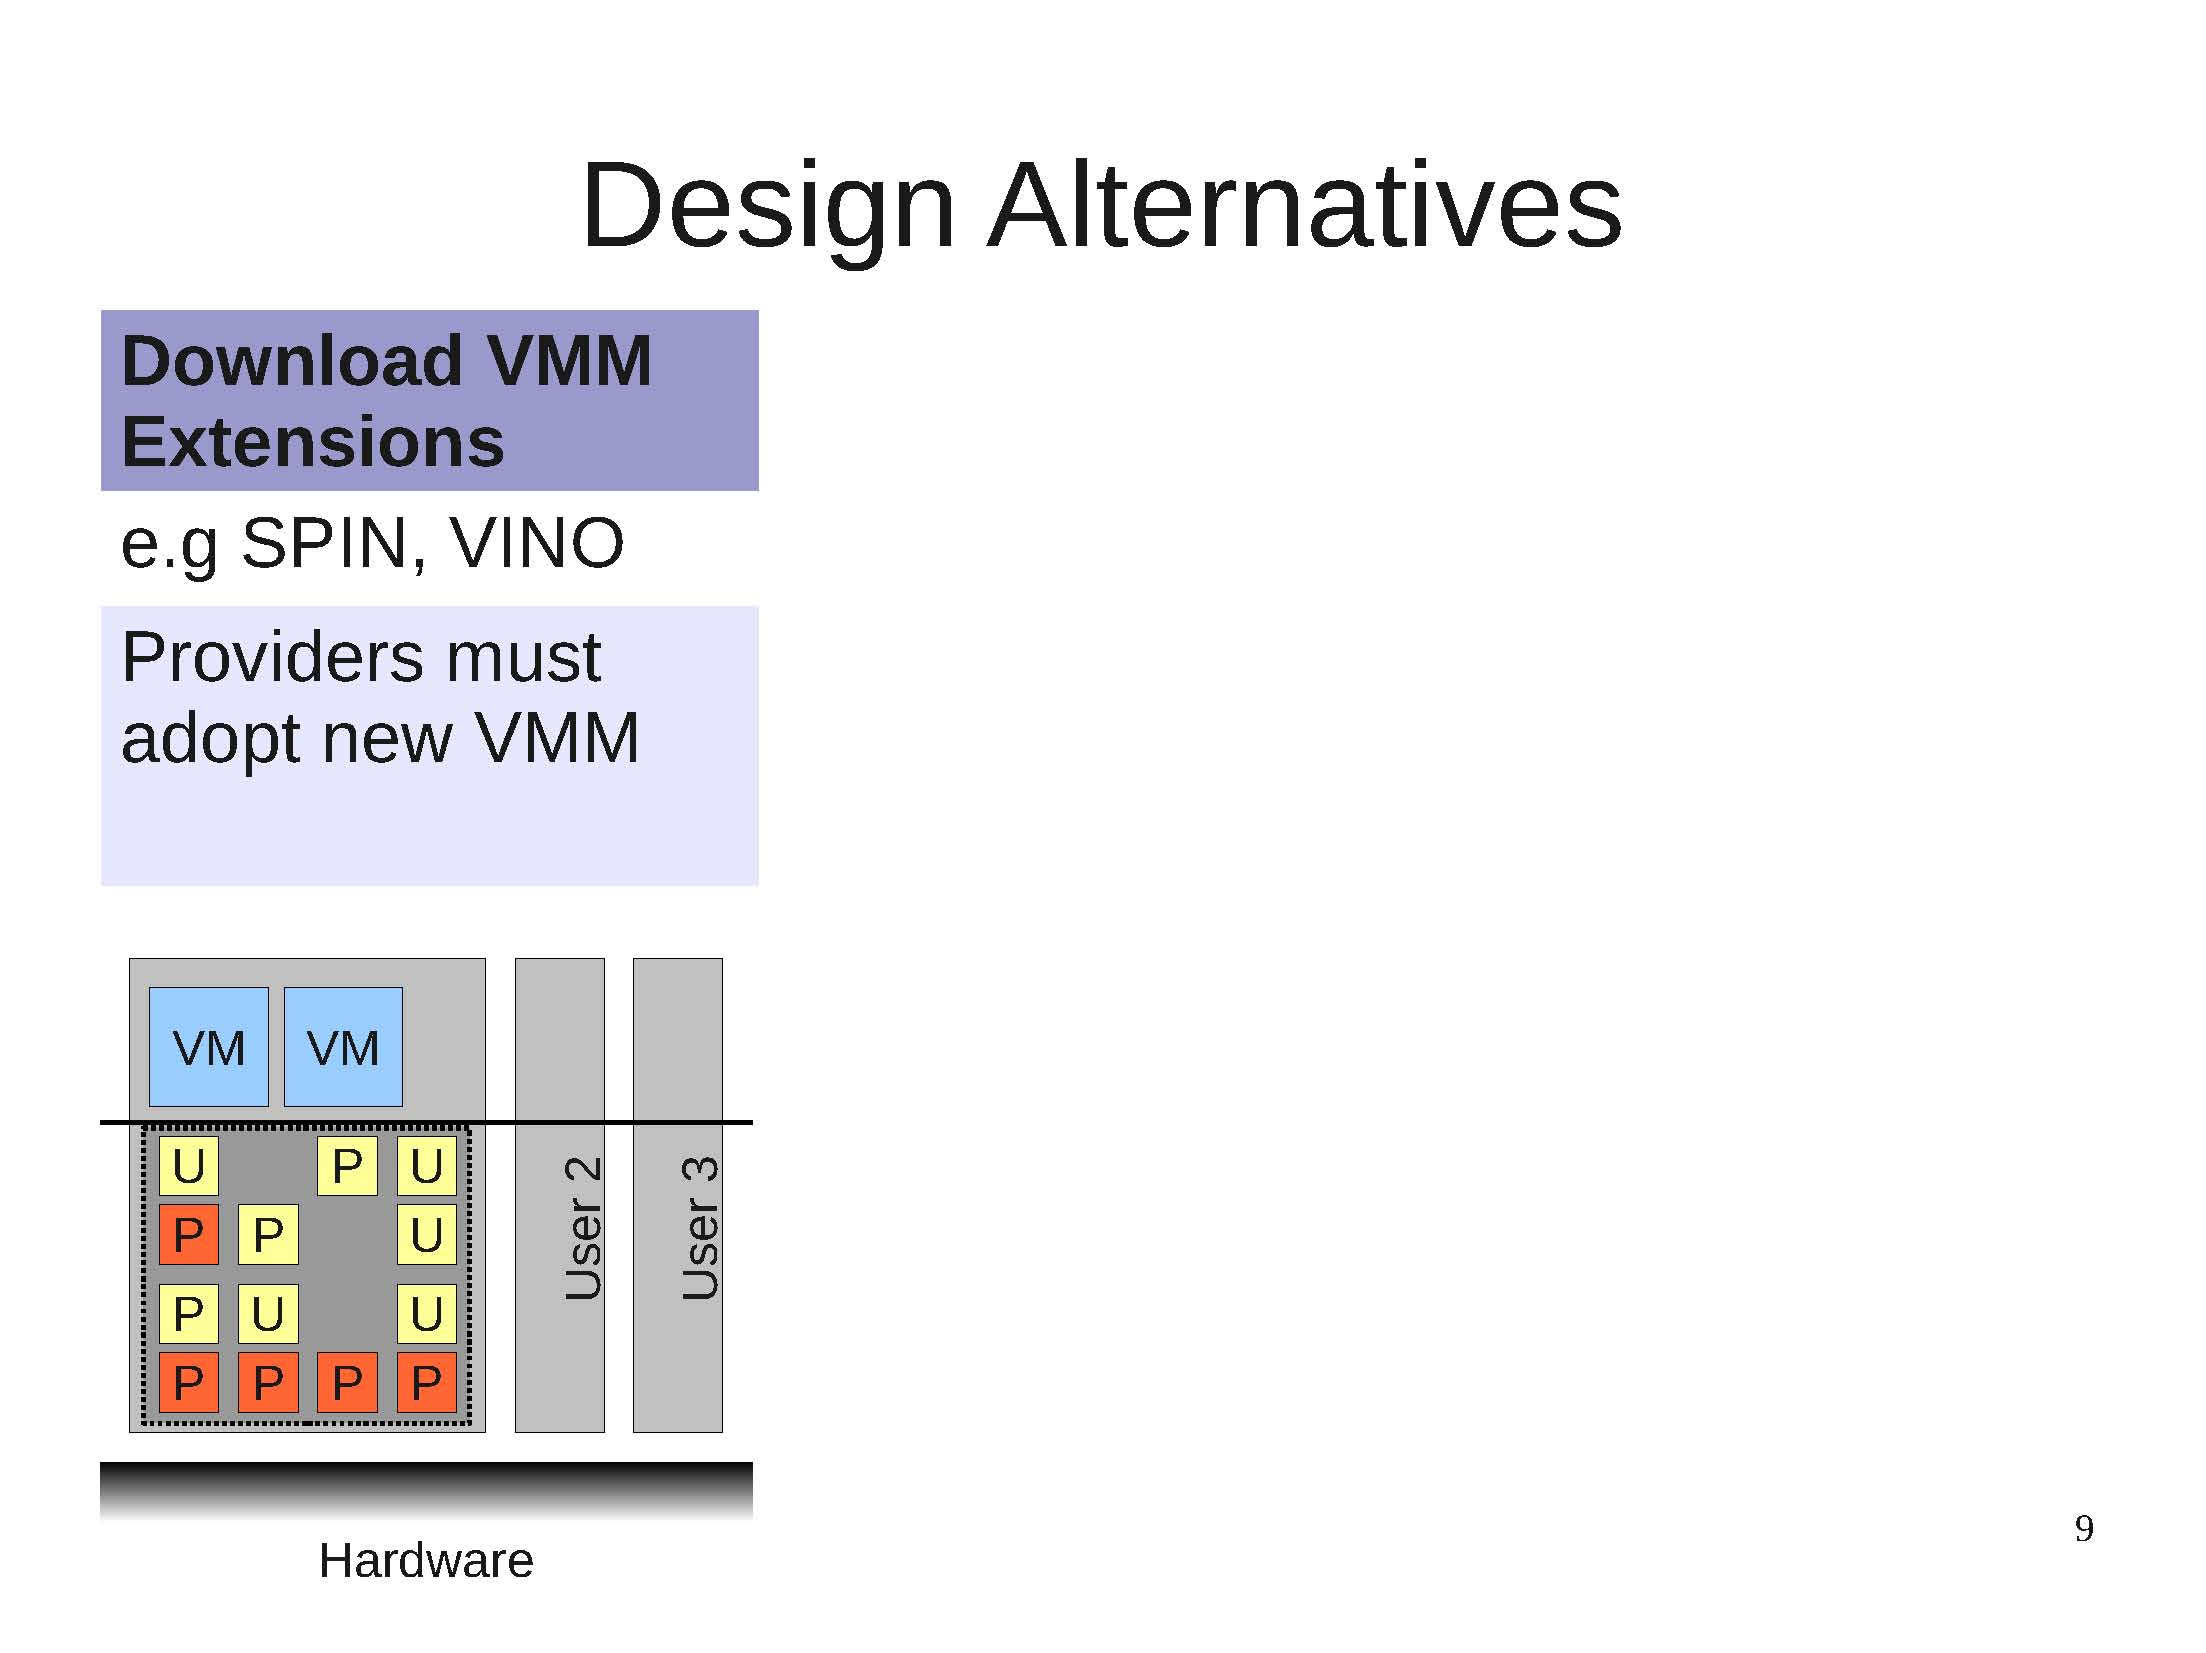 Design Alternatives
Download VMM
Extensions
e.g SPIN, VINO
Providers must
adopt new VMM
VM VM
U P U
P P U
P U U
P P P P
User 2
User 3
Hardware
9